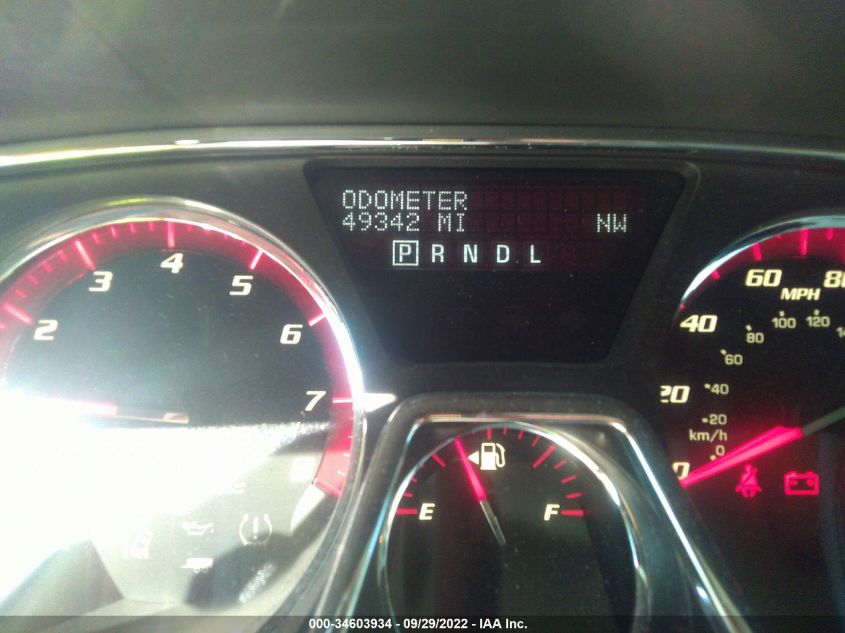 ODOMETER
49342 MI NW
P R N D L
2 3 4 5 6 7
E F
0 20 40 60 80
MPH
0 20 40 60 80 100 120
km/h
000-34603934 - 09/29/2022 - IAA Inc.